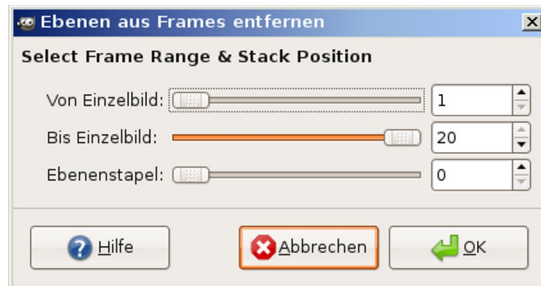 Ebenen aus Frames entfernen
Select Frame Range & Stack Position
Von Einzelbild: 1
Bis Einzelbild: 20
Ebenenstapel: 0
Hilfe Abbrechen OK